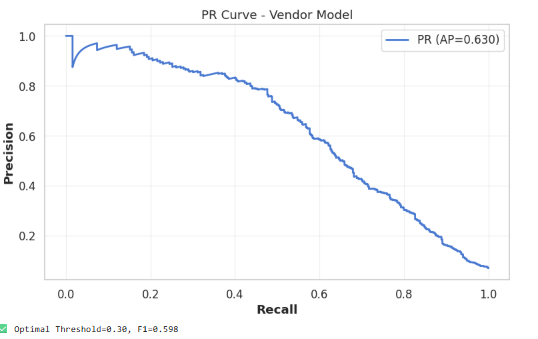 PR Curve - Vendor Model
PR (AP=0.630)
Precision
1.0
0.8
0.6
0.4
0.2
0.0 0.2 0.4 0.6 0.8 1.0
Recall
✅ Optimal Threshold=0.30, F1=0.598